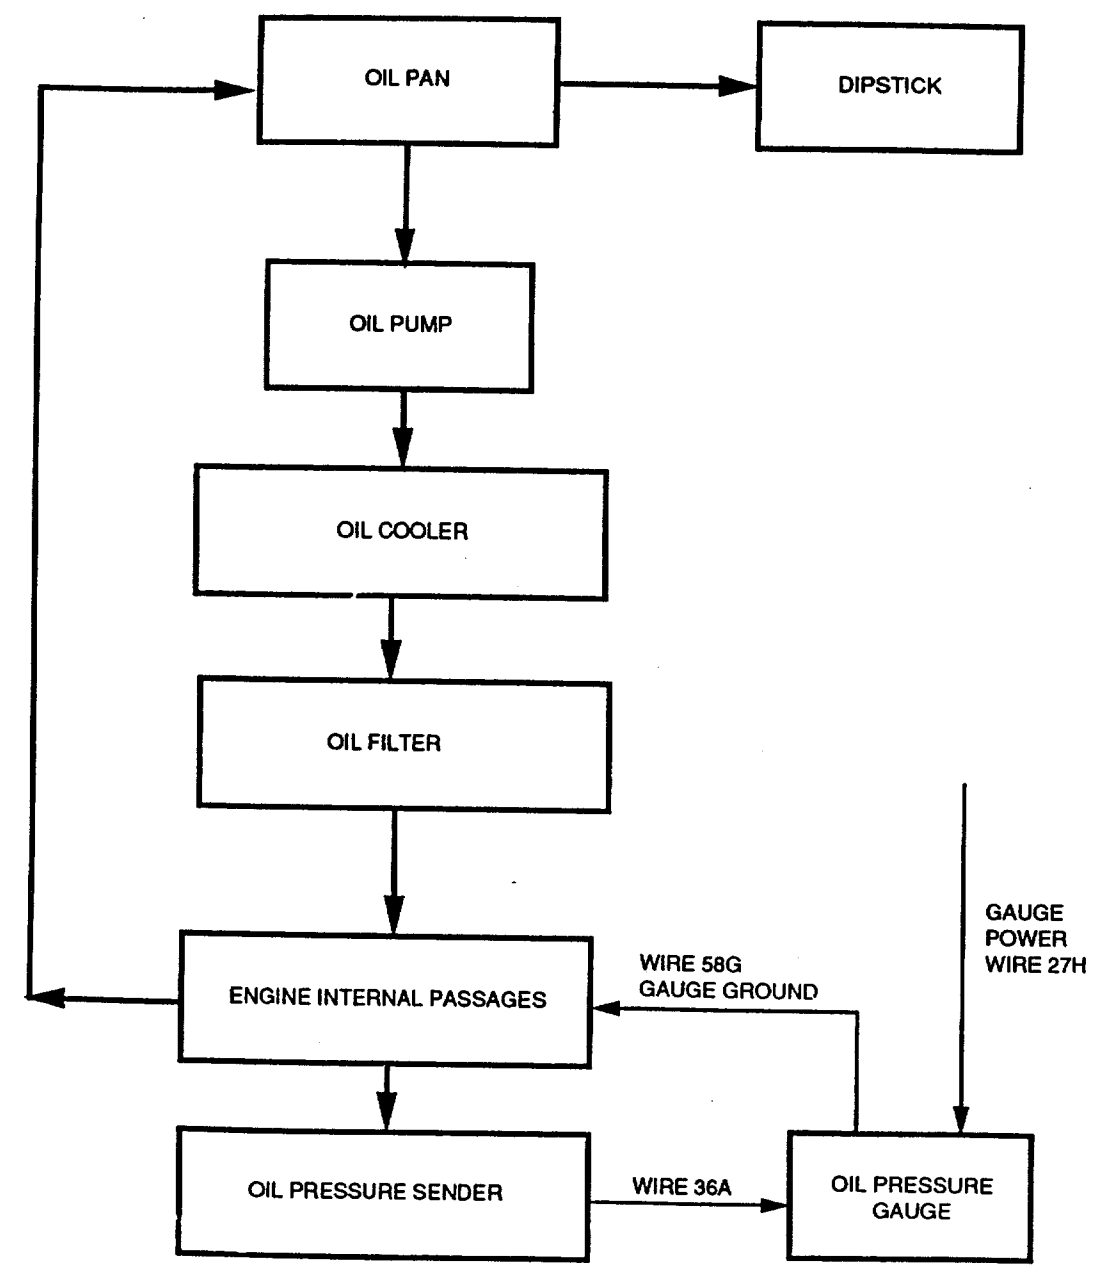 OIL PAN
DIPSTICK
OIL PUMP
OIL COOLER
OIL FILTER
GAUGE
POWER
WIRE 27H
WIRE 58G
GAUGE GROUND
ENGINE INTERNAL PASSAGES
OIL PRESSURE SENDER
WIRE 36A
OIL PRESSURE
GAUGE